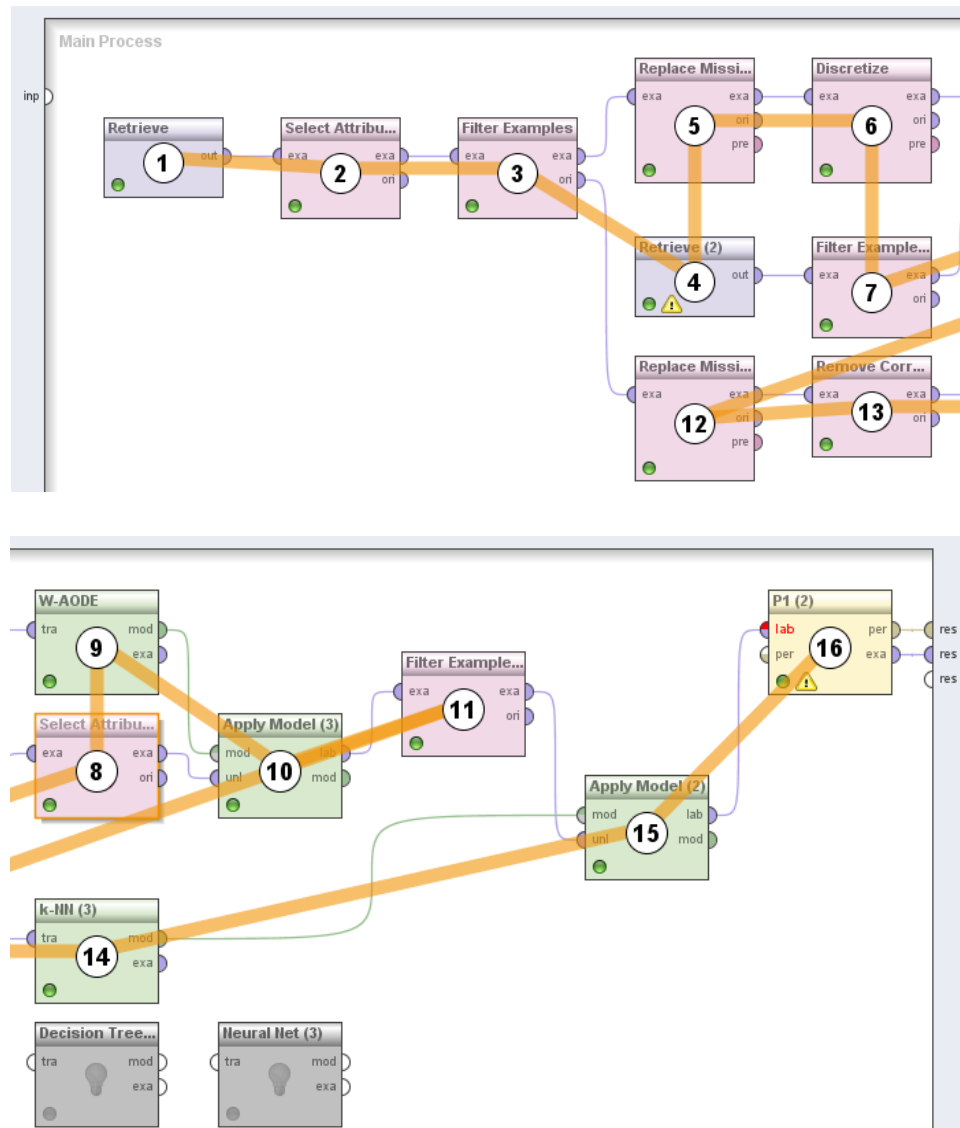 Main Process
inp
Retrieve
out
1
Select Attribu...
exa exa
ori
2
Filter Examples
exa exa
ori
3
Replace Missi...
exa exa
ori
pre
5
Discretize
exa exa
ori
pre
6
Retrieve (2)
out
4
Filter Example...
exa exa
ori
7
Replace Missi...
exa exa
ori
pre
12
Remove Corr...
exa exa
ori
13
W-AODE
tra mod
exa
9
Select Attribu...
exa exa
ori
8
Apply Model (3)
mod lab
unl mod
10
Filter Example...
exa exa
ori
11
Apply Model (2)
mod lab
unl mod
15
P1 (2)
lab per
per exa
16
res
res
res
k-NN (3)
tra mod
exa
14
Decision Tree...
tra mod
exa
Neural Net (3)
tra mod
exa